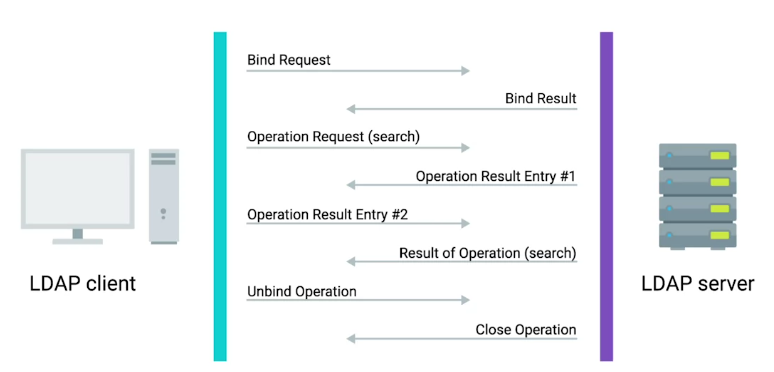 Bind Request
Bind Result
Operation Request (search)
Operation Result Entry #1
Operation Result Entry #2
Result of Operation (search)
Unbind Operation
Close Operation
LDAP client
LDAP server